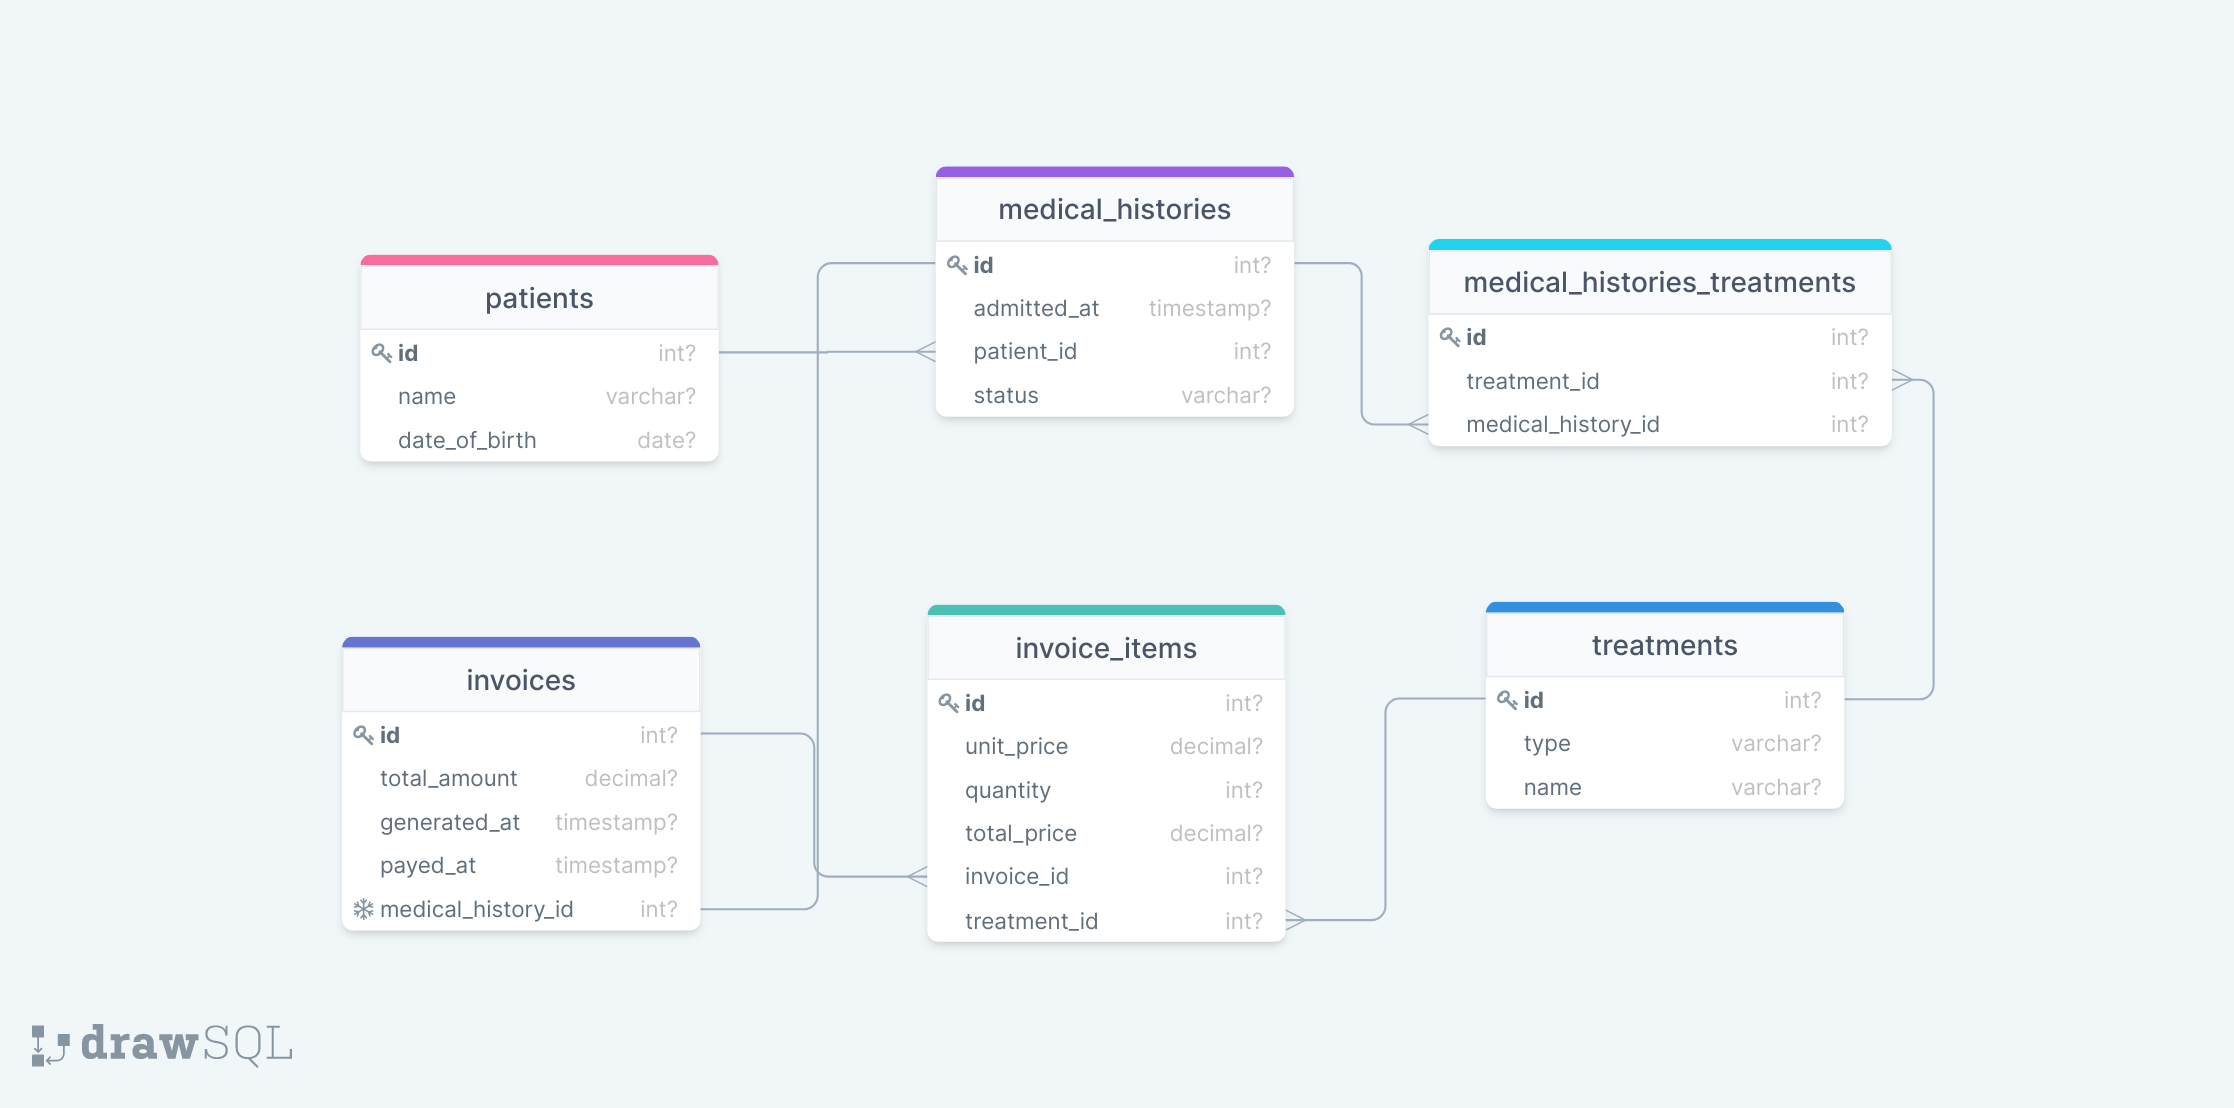 patients
id int?
name varchar?
date_of_birth date?
medical_histories
id int?
admitted_at timestamp?
patient_id int?
status varchar?
medical_histories_treatments
id int?
treatment_id int?
medical_history_id int?
invoices
id int?
total_amount decimal?
generated_at timestamp?
payed_at timestamp?
medical_history_id int?
invoice_items
id int?
unit_price decimal?
quantity int?
total_price decimal?
invoice_id int?
treatment_id int?
treatments
id int?
type varchar?
name varchar?
drawSQL